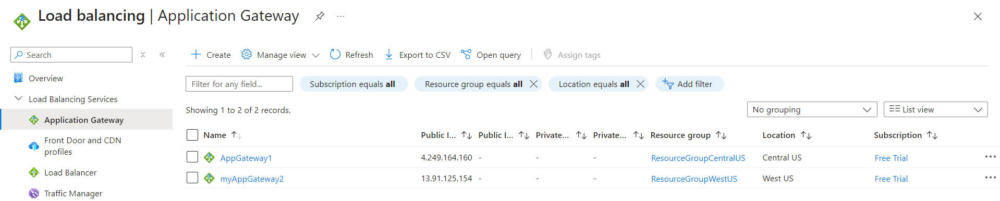 Load balancing | Application Gateway
Search
Create Manage view Refresh Export to CSV Open query Assign tags
Overview
Filter for any field... Subscription equals all Resource group equals all Location equals all Add filter
Load Balancing Services
Showing 1 to 2 of 2 records. No grouping List view
Application Gateway
Name Public I... Public I... Private... Private... Resource group Location Subscription
Front Door and CDN
profiles
AppGateway1 4.249.164.160 - - - ResourceGroupCentralUS Central US Free Trial
Load Balancer
myAppGateway2 13.91.125.154 - - - ResourceGroupWestUS West US Free Trial
Traffic Manager